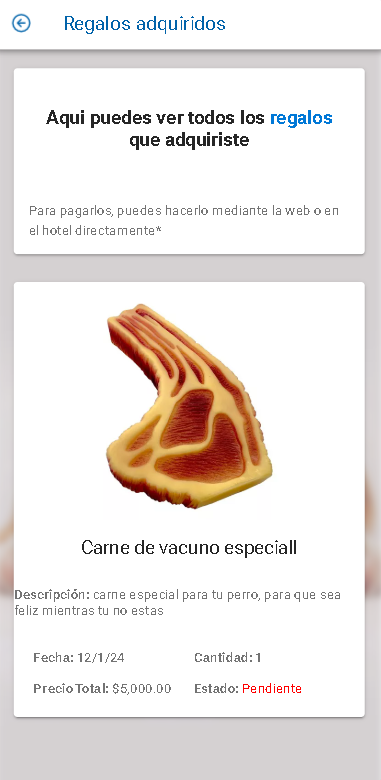 Regalos adquiridos
Aqui puedes ver todos los regalos
que adquiriste
Para pagarlos, puedes hacerlo mediante la web o en
el hotel directamente*
Carne de vacuno especiall
Descripción: carne especial para tu perro, para que sea
feliz mientras tu no estas
Fecha: 12/1/24 Cantidad: 1
Precio Total: $5,000.00 Estado: Pendiente